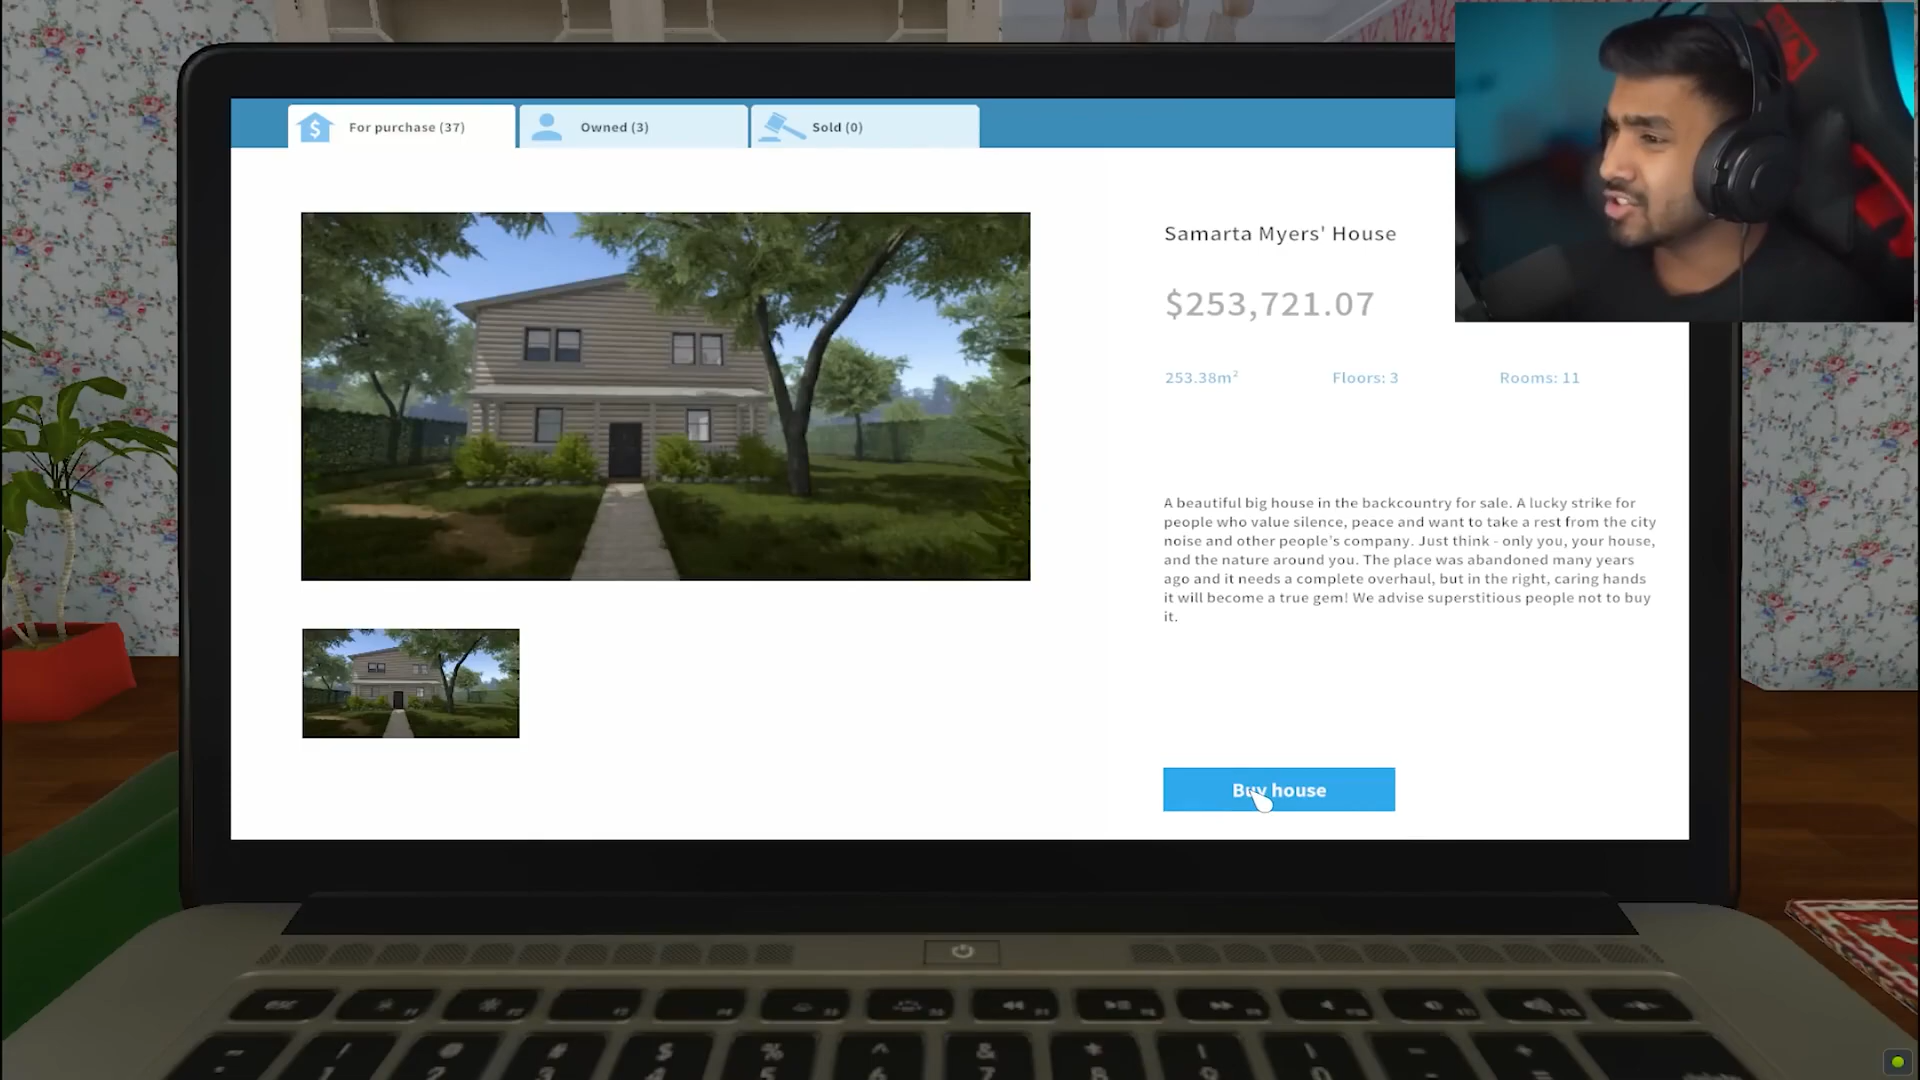 For purchase (37)
Owned (3)
Sold (0)
Samarta Myers' House
$253,721.07
253.38m²
Floors: 3
Rooms: 11
A beautiful big house in the backcountry for sale. A lucky strike for
people who value silence, peace and want to take a rest from the city
noise and other people's company. Just think - only you, your house,
and the nature around you. The place was abandoned many years
ago and it needs a complete overhaul, but in the right, caring hands
it will become a true gem! We advise superstitious people not to buy
it.
Buy house
esc